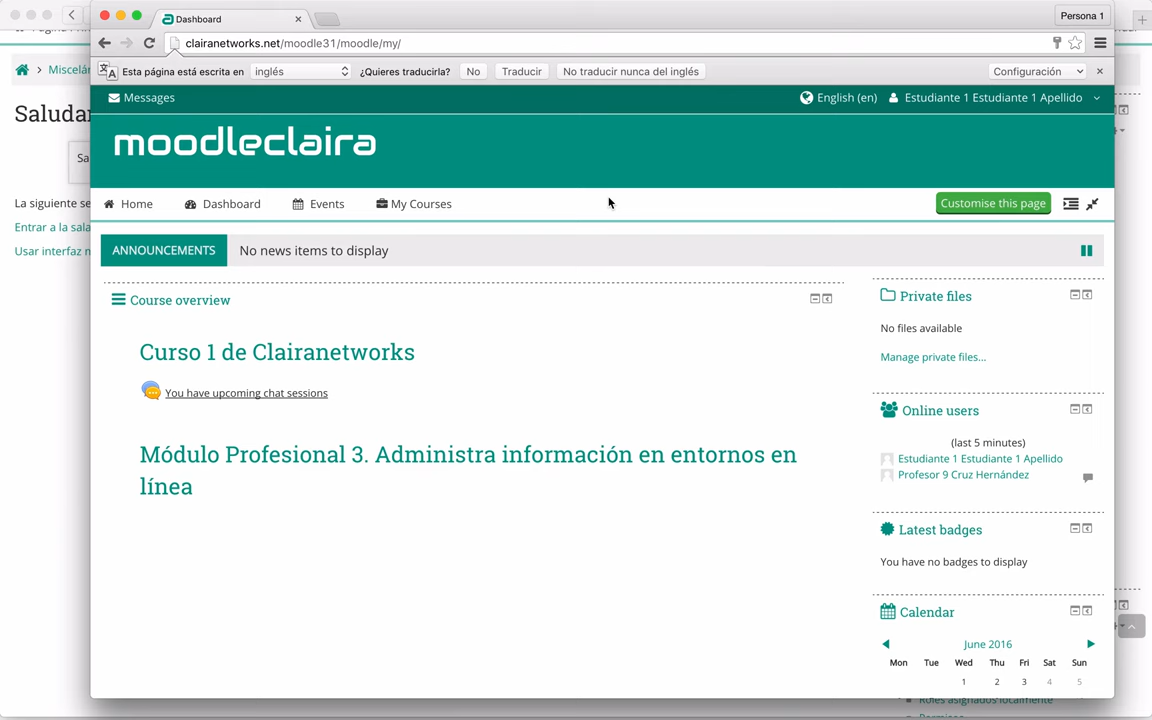 Dashboard
Persona 1
clairanetworks.net/moodle31/moodle/my/
Esta página está escrita en inglés ¿Quieres traducirla? No Traducir No traducir nunca del inglés Configuración
Messages
English (en) Estudiante 1 Estudiante 1 Apellido
moodleclaira
Home Dashboard Events My Courses
Customise this page
ANNOUNCEMENTS No news items to display
Course overview
Curso 1 de Clairanetworks
You have upcoming chat sessions
Módulo Profesional 3. Administra información en entornos en
línea
Private files
No files available
Manage private files...
Online users
(last 5 minutes)
Estudiante 1 Estudiante 1 Apellido
Profesor 9 Cruz Hernández
Latest badges
You have no badges to display
Calendar
June 2016
Mon Tue Wed Thu Fri Sat Sun
1 2 3 4 5
Miscelán
Saludar
Sa
La siguiente se
Entrar a la sala
Usar interfaz n
Roles asignados localmente